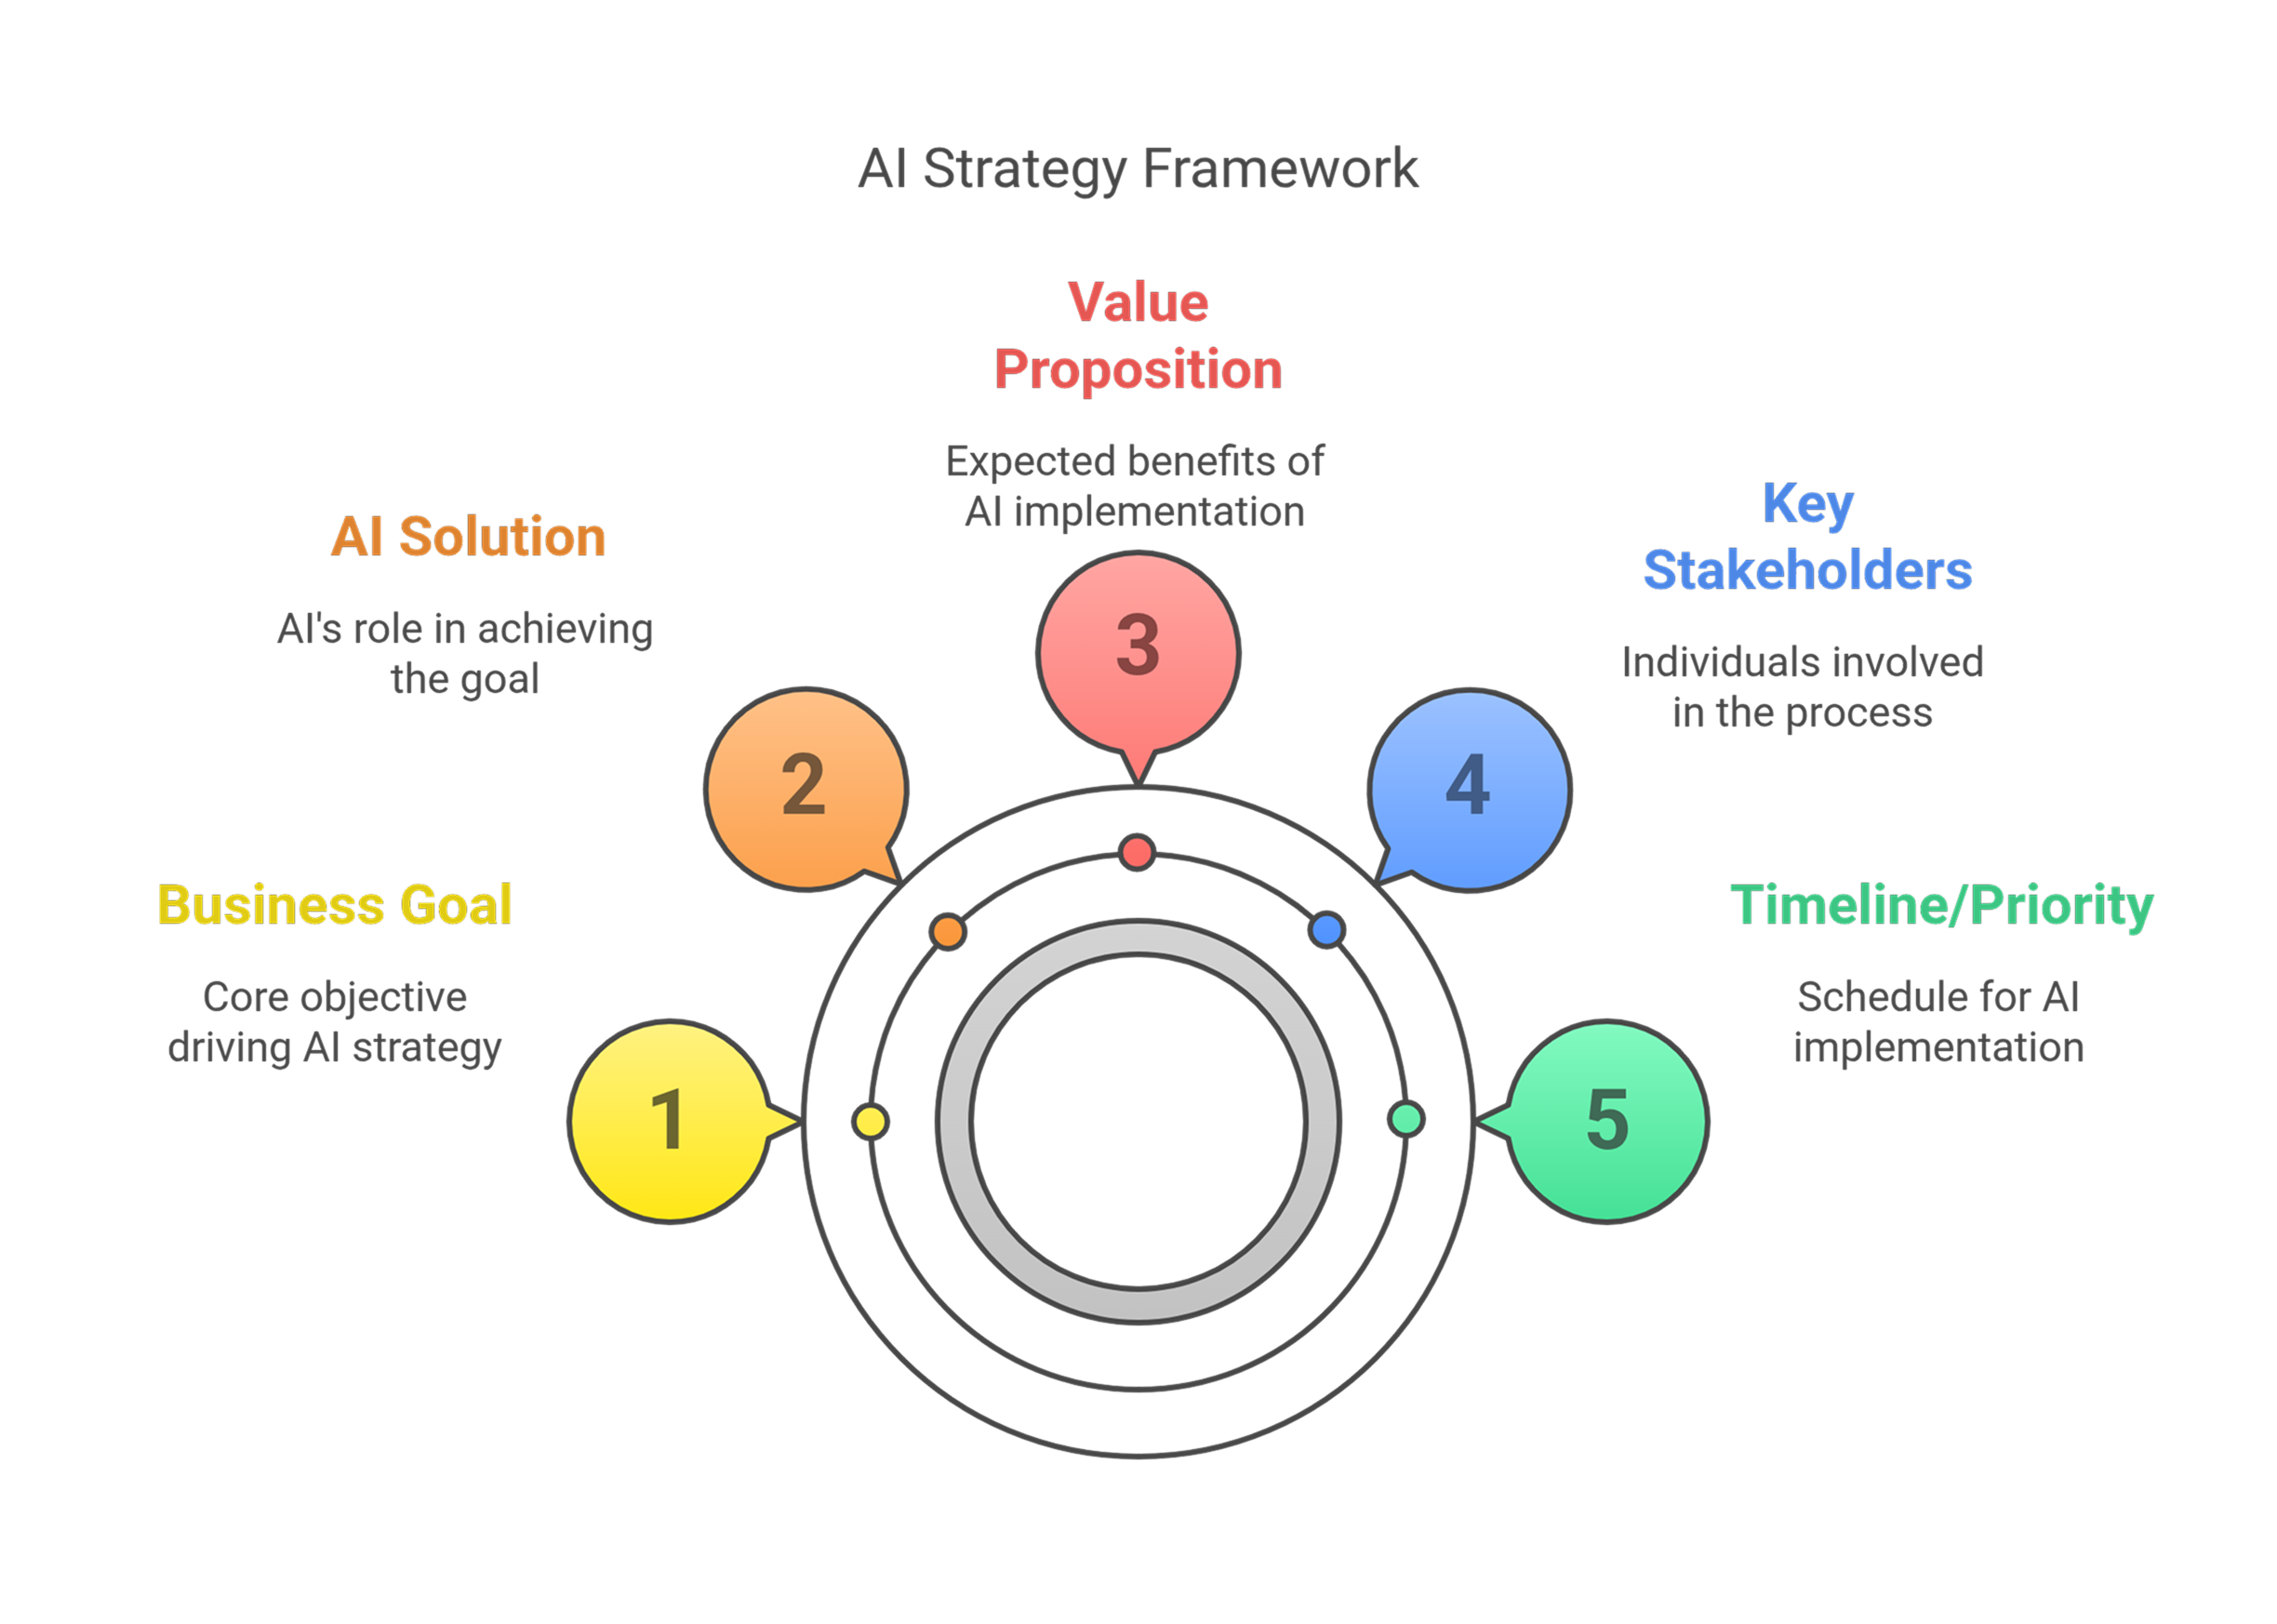 AI Strategy Framework
Business Goal
Core objective
driving AI strategy
1
AI Solution
AI's role in achieving
the goal
2
Value
Proposition
Expected benefits of
AI implementation
3
Key
Stakeholders
Individuals involved
in the process
4
Timeline/Priority
Schedule for AI
implementation
5